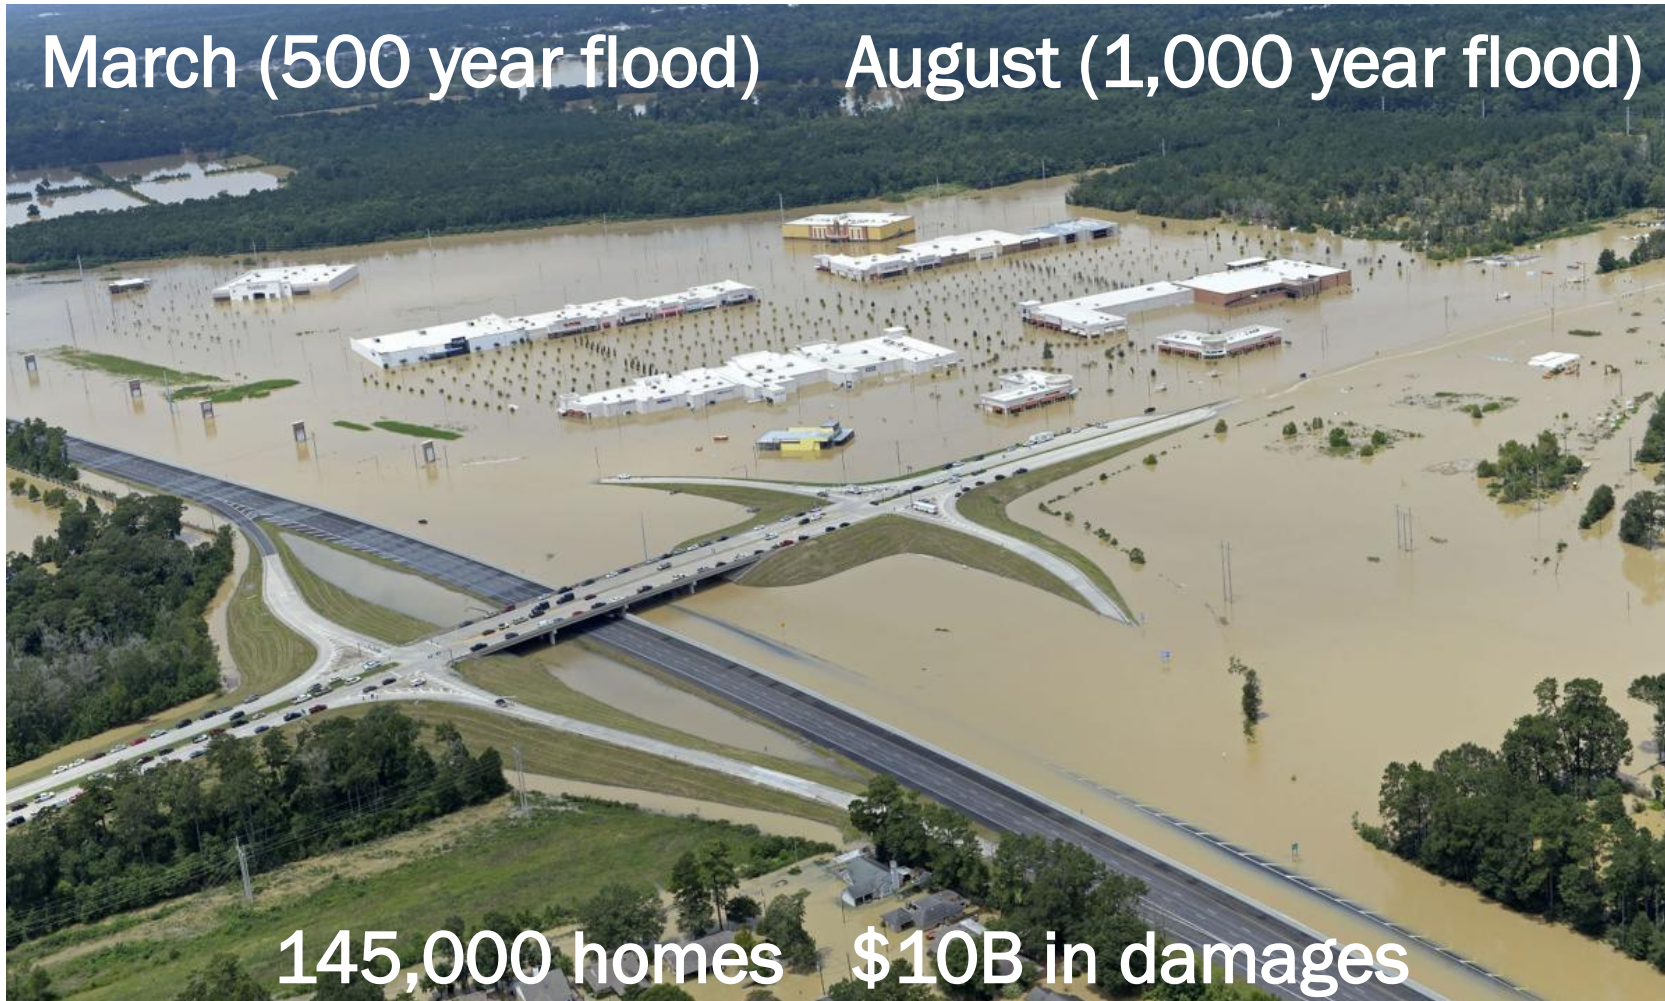 March (500 year flood) August (1,000 year flood)
145,000 homes $10B in damages